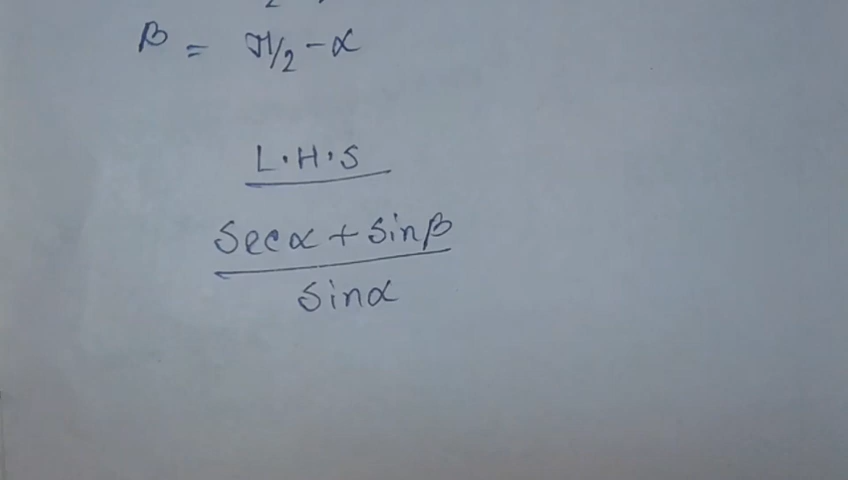 β = π/2 - α
L.H.S
secα + sinβ
sinα